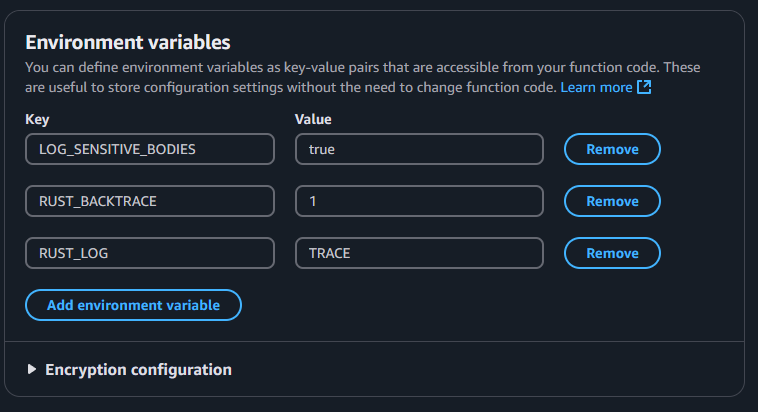 Environment variables
You can define environment variables as key-value pairs that are accessible from your function code. These
are useful to store configuration settings without the need to change function code. Learn more
Key Value
LOG_SENSITIVE_BODIES true Remove
RUST_BACKTRACE 1 Remove
RUST_LOG TRACE Remove
Add environment variable
Encryption configuration